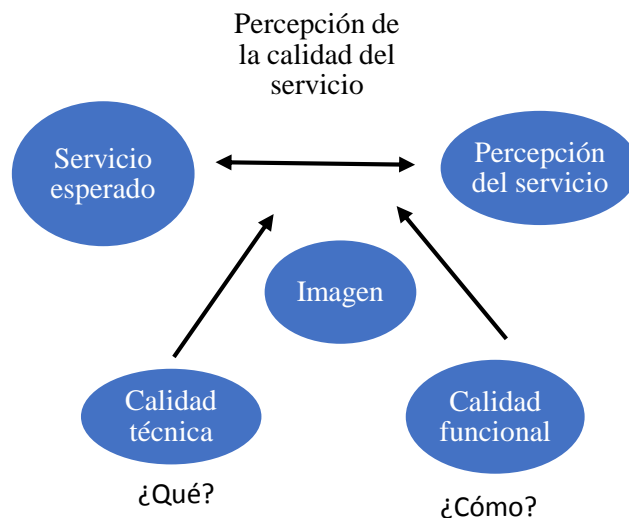 Percepción de
la calidad del
servicio
Servicio
esperado
Percepción
del servicio
Imagen
Calidad
técnica
Calidad
funcional
¿Qué?
¿Cómo?